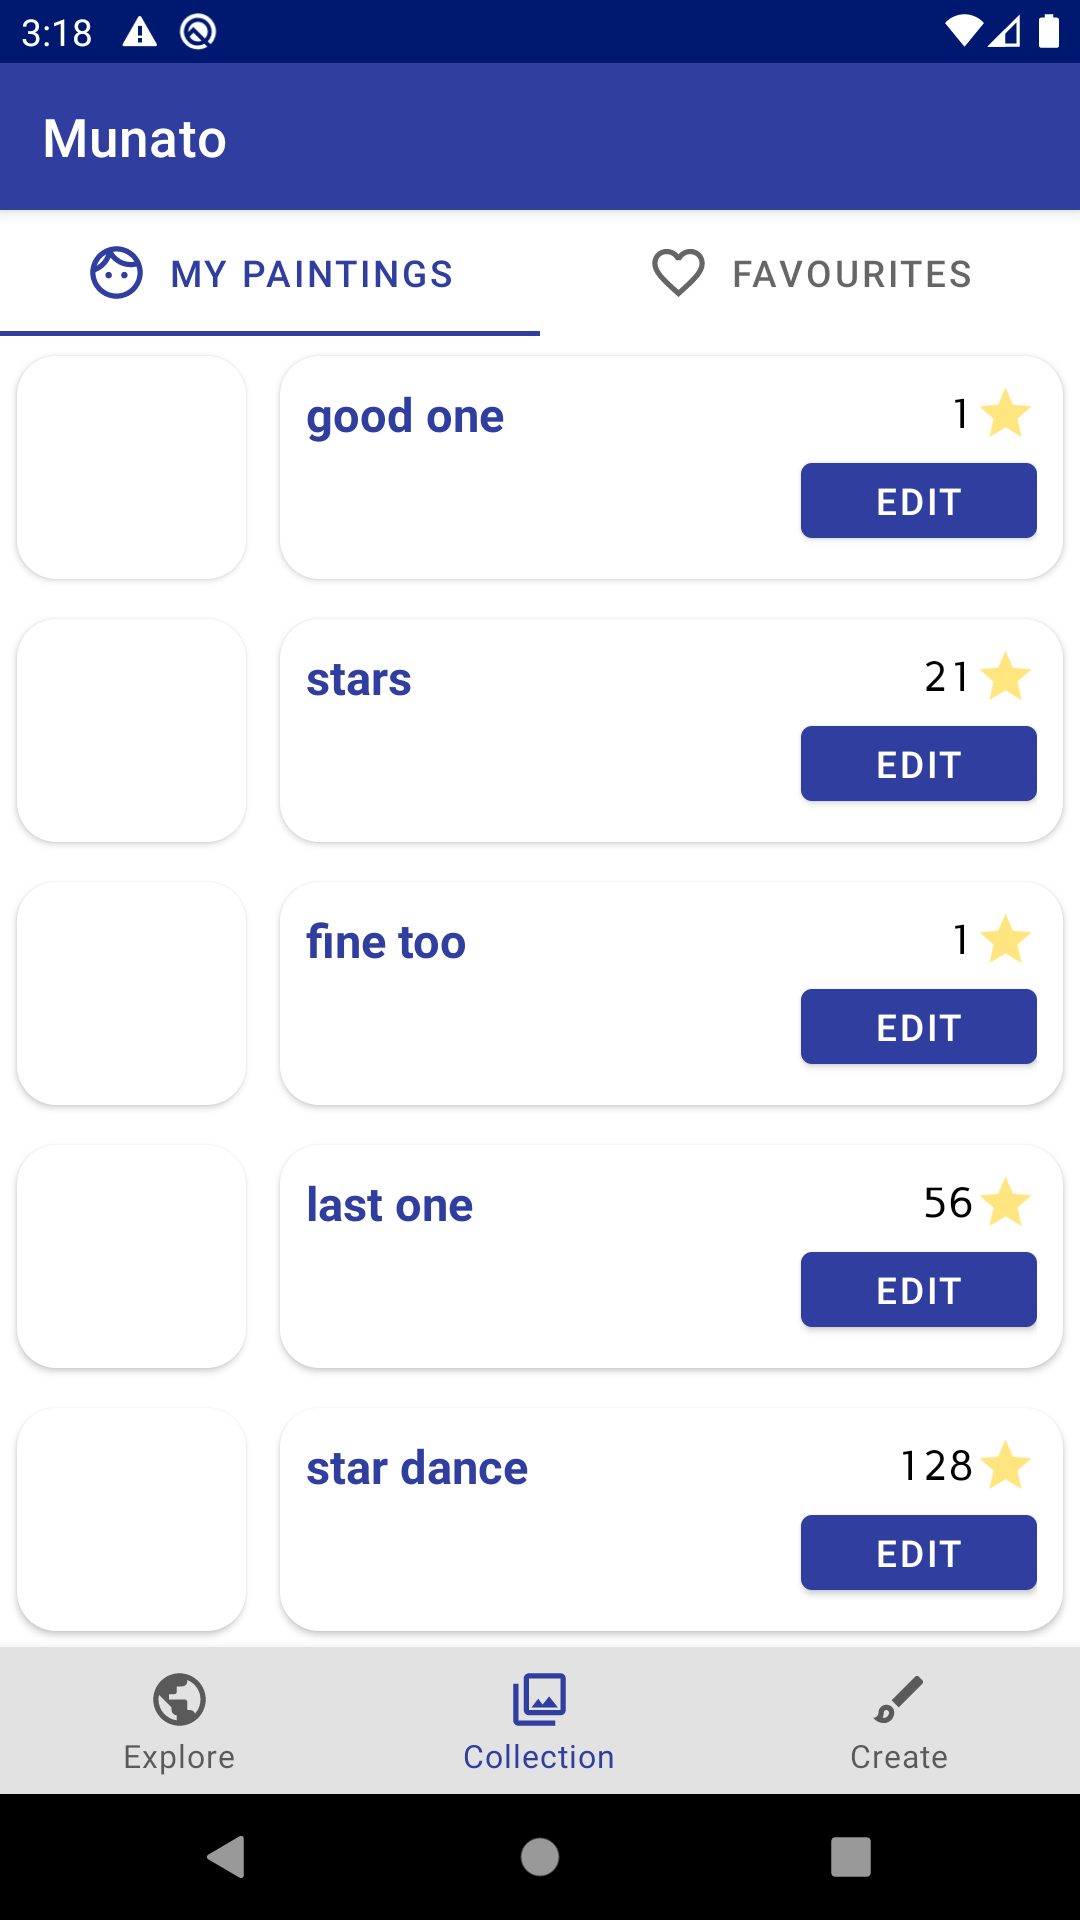 3:18
Munato
MY PAINTINGS
FAVOURITES
good one
1
EDIT
stars
21
EDIT
fine too
1
EDIT
last one
56
EDIT
star dance
128
EDIT
Explore
Collection
Create